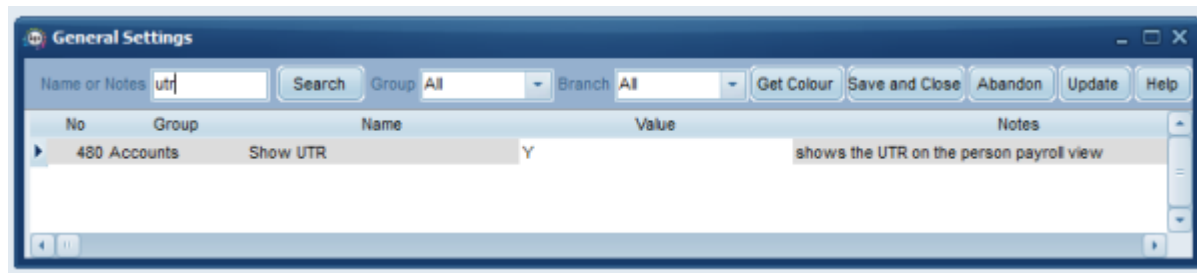 General Settings
Name or Notes utr Search Group All Branch All Get Colour Save and Close Abandon Update Help
No Group Name Value Notes
480 Accounts Show UTR Y shows the UTR on the person payroll view